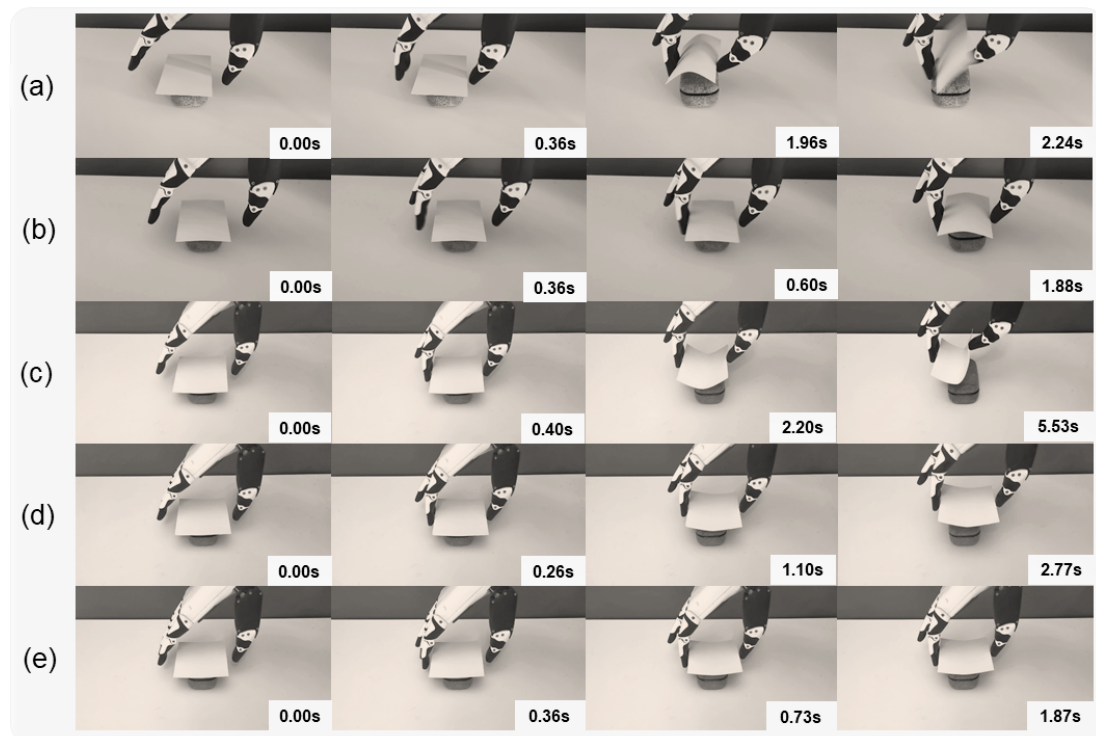 (a)
0.00s
0.36s
1.96s
2.24s
(b)
0.00s
0.36s
0.60s
1.88s
(c)
0.00s
0.40s
2.20s
5.53s
(d)
0.00s
0.26s
1.10s
2.77s
(e)
0.00s
0.36s
0.73s
1.87s